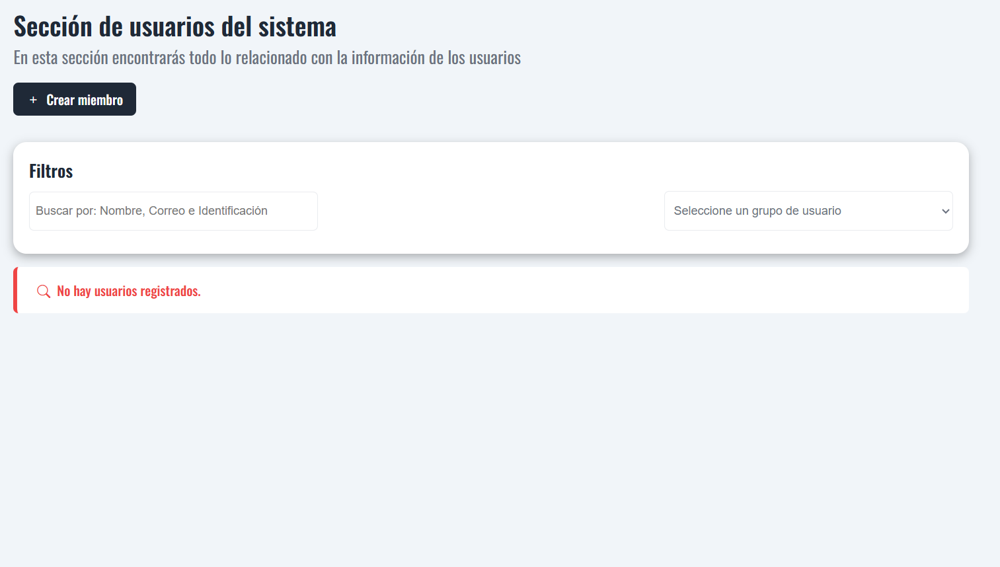 Sección de usuarios del sistema
En esta sección encontrarás todo lo relacionado con la información de los usuarios
+ Crear miembro
Filtros
Buscar por: Nombre, Correo e Identificación
Seleccione un grupo de usuario
No hay usuarios registrados.